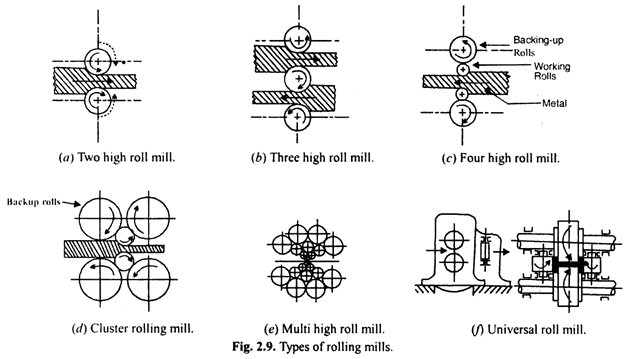 Backing-up
Rolls
Working
Rolls
Metal
(a) Two high roll mill.
(b) Three high roll mill.
(c) Four high roll mill.
Backup rolls
(d) Cluster rolling mill.
(e) Multi high roll mill.
(f) Universal roll mill.
Fig. 2.9. Types of rolling mills.